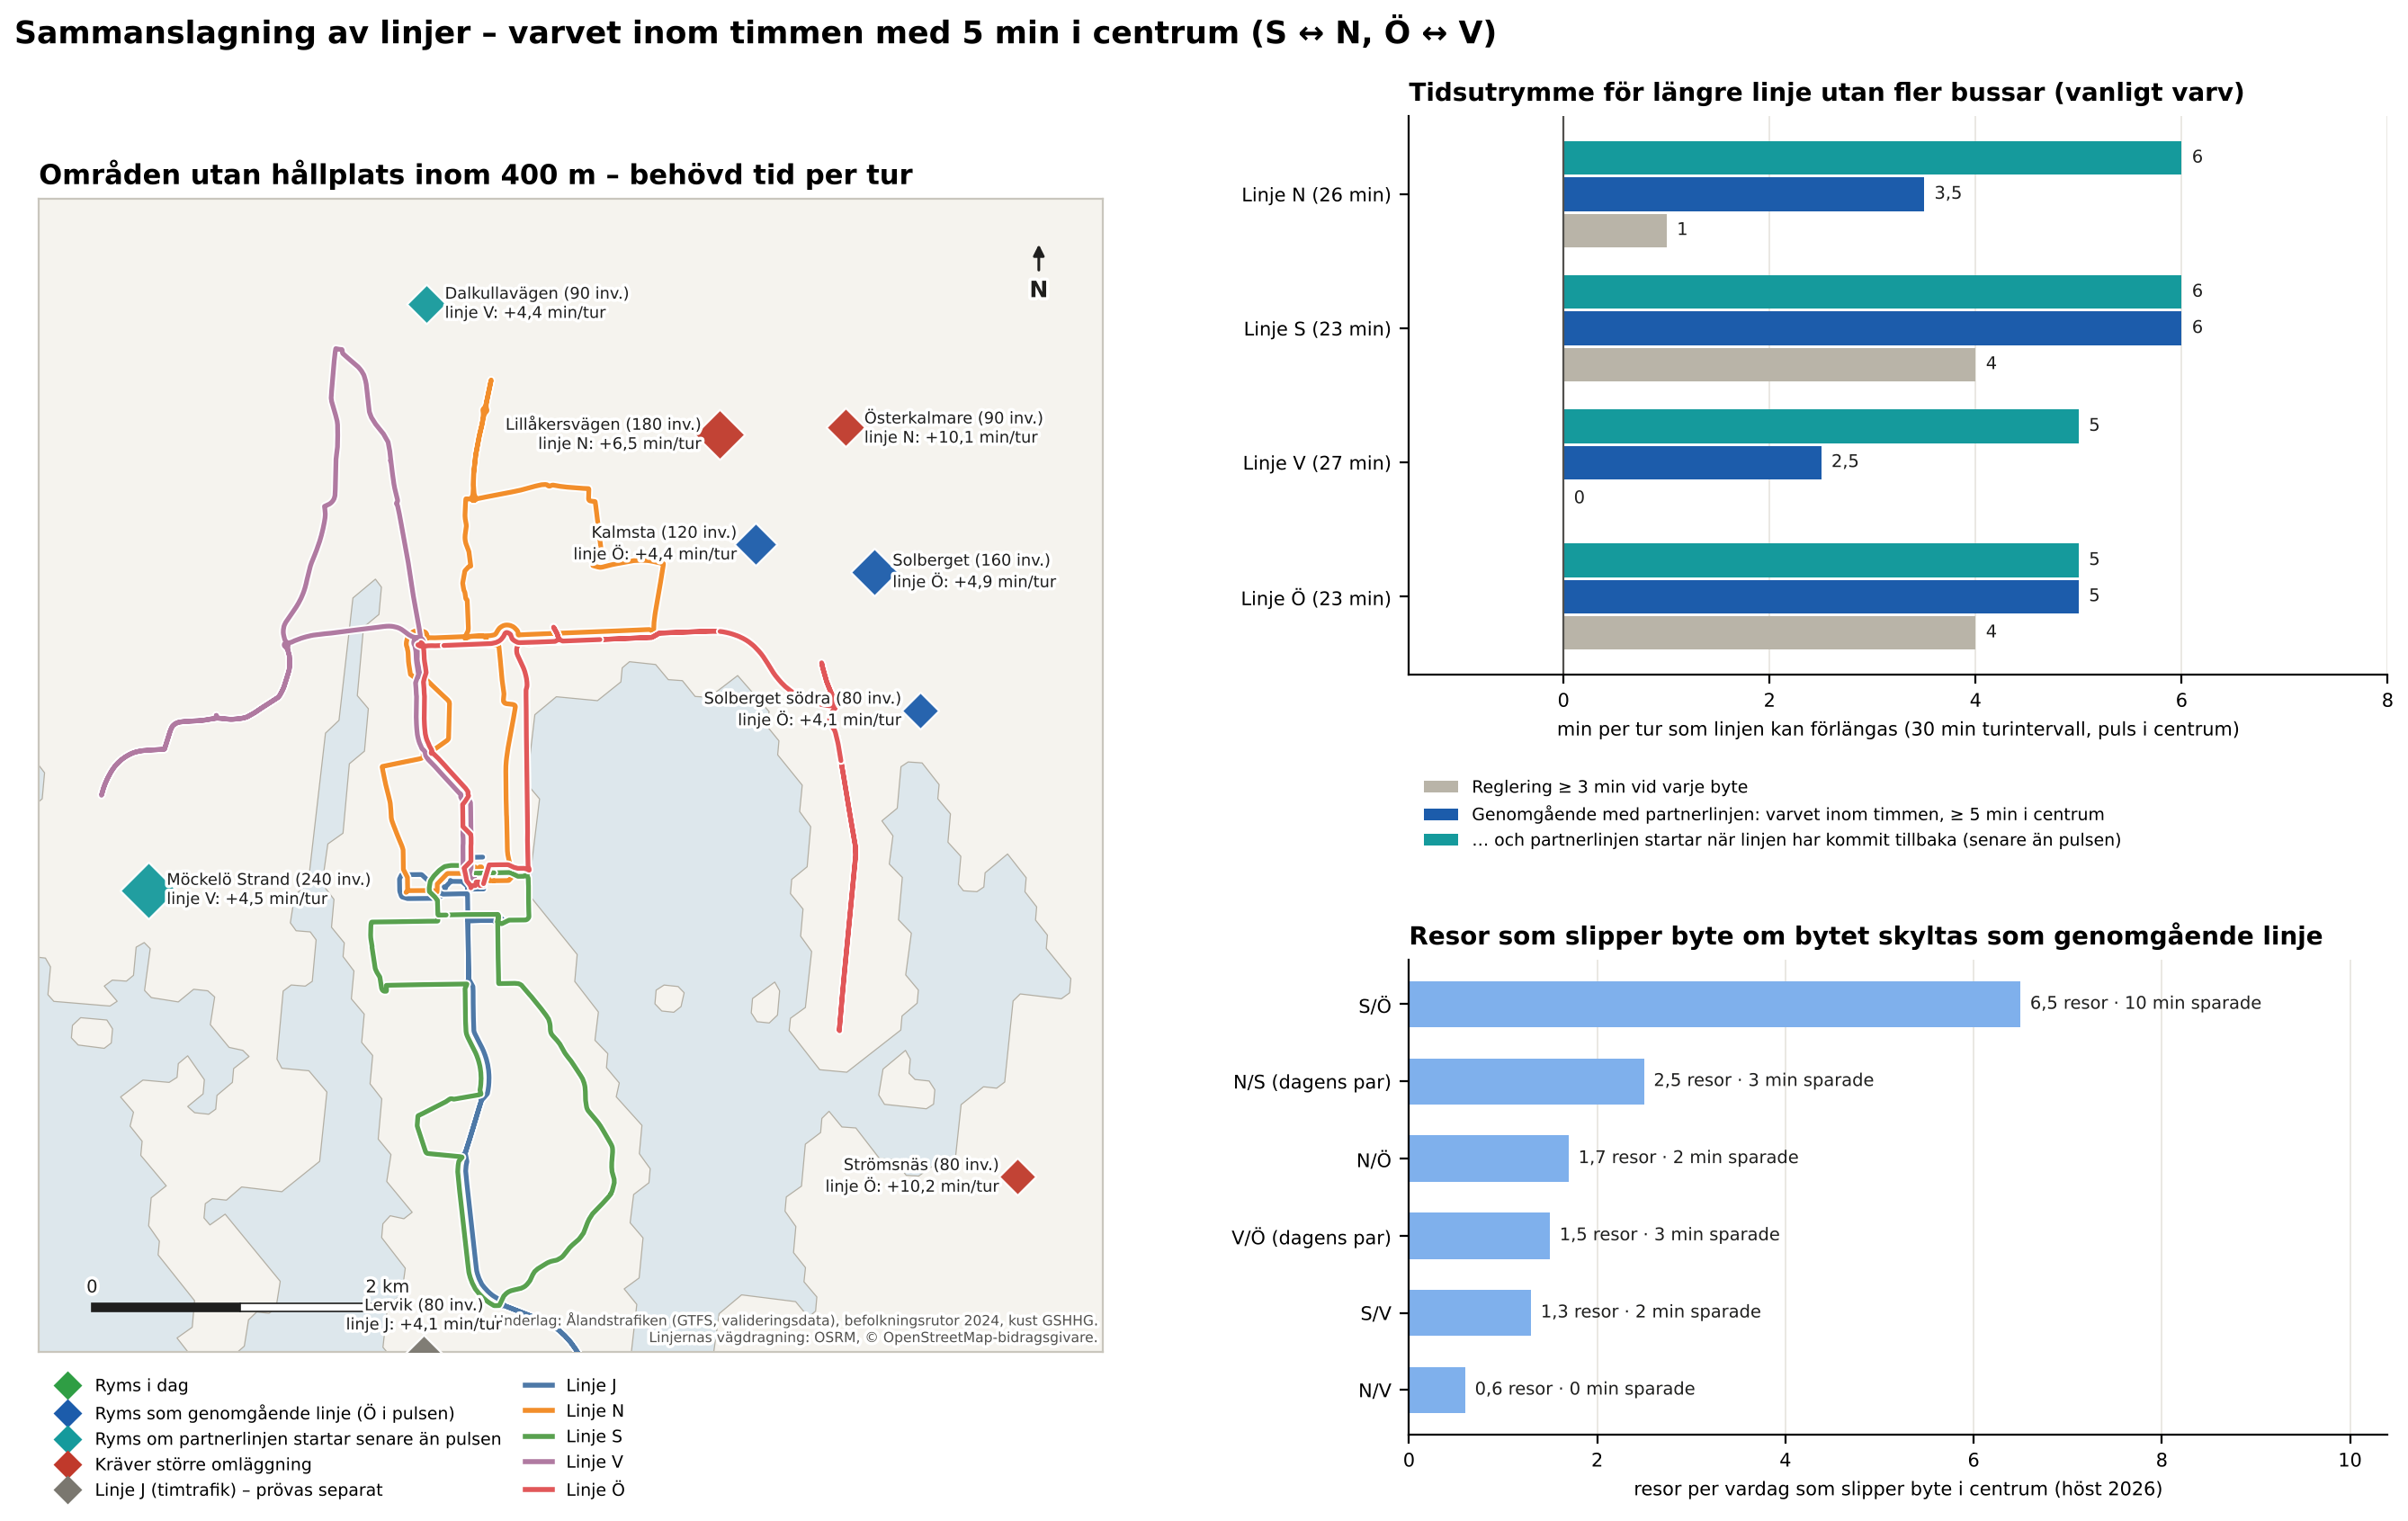 Sammanslagning av linjer – varvet inom timmen med 5 min i centrum (S ↔ N, Ö ↔ V)
Områden utan hållplats inom 400 m – behövd tid per tur
N
Dalkullavägen (90 inv.)
linje V: +4,4 min/tur
Lillåkersvägen (180 inv.)
linje N: +6,5 min/tur
Österkalmare (90 inv.)
linje N: +10,1 min/tur
Kalmsta (120 inv.)
linje Ö: +4,4 min/tur
Solberget (160 inv.)
linje Ö: +4,9 min/tur
Solberget södra (80 inv.)
linje Ö: +4,1 min/tur
Möckelö Strand (240 inv.)
linje V: +4,5 min/tur
Strömsnäs (80 inv.)
linje Ö: +10,2 min/tur
0
2 km
Lervik (80 inv.)
linje J: +4,1 min/tur
Underlag: Ålandstrafiken (GTFS, valideringsdata), befolkningsrutor 2024, kust GSHHG.
Linjernas vägdragning: OSRM, © OpenStreetMap-bidragsgivare.
Ryms i dag
Ryms som genomgående linje (Ö i pulsen)
Ryms om partnerlinjen startar senare än pulsen
Kräver större omläggning
Linje J (timtrafik) – prövas separat
Linje J
Linje N
Linje S
Linje V
Linje Ö
Tidsutrymme för längre linje utan fler bussar (vanligt varv)
Linje N (26 min)
6
3,5
1
Linje S (23 min)
6
6
4
Linje V (27 min)
5
2,5
0
Linje Ö (23 min)
5
5
4
0
2
4
6
8
min per tur som linjen kan förlängas (30 min turintervall, puls i centrum)
Reglering ≥ 3 min vid varje byte
Genomgående med partnerlinjen: varvet inom timmen, ≥ 5 min i centrum
… och partnerlinjen startar när linjen har kommit tillbaka (senare än pulsen)
Resor som slipper byte om bytet skyltas som genomgående linje
S/Ö
6,5 resor · 10 min sparade
N/S (dagens par)
2,5 resor · 3 min sparade
N/Ö
1,7 resor · 2 min sparade
V/Ö (dagens par)
1,5 resor · 3 min sparade
S/V
1,3 resor · 2 min sparade
N/V
0,6 resor · 0 min sparade
0
2
4
6
8
10
resor per vardag som slipper byte i centrum (höst 2026)